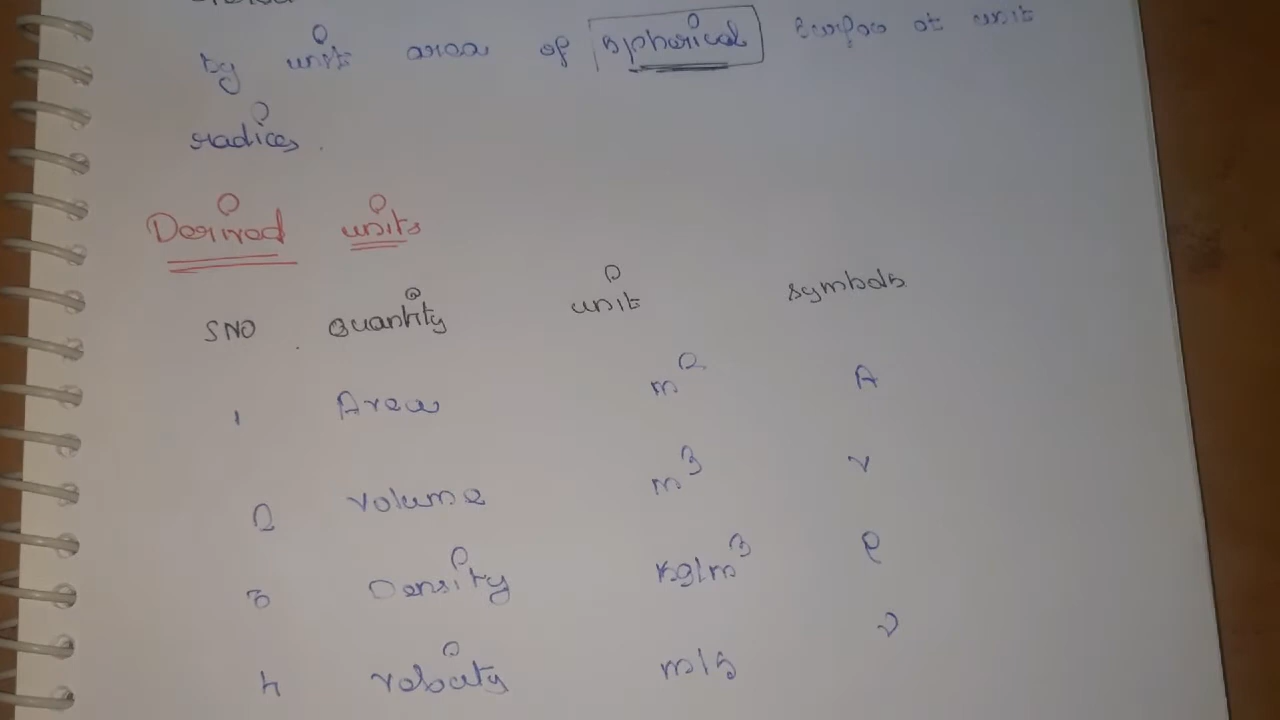 by unit area of spherical surface at unit
radices.
Derived units
SNO . Quantity unit symbols
1 Area m² A
2 volume m³ v
3 Density kg/m³ ρ
4 velocity m/s v